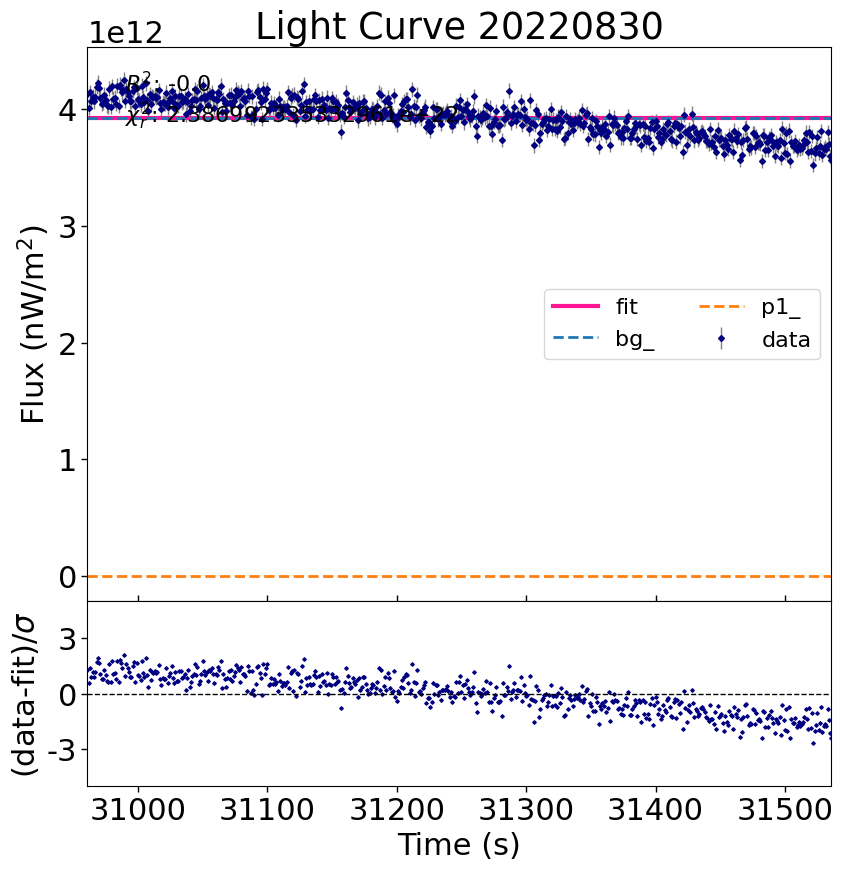 Light Curve 20220830
1e12
R²: -0.0
χᵣ²:
4
3
2
1
0
Flux (nW/m²)
fit
bg_
p1_
data
3
0
-3
(data-fit)/σ
31000 31100 31200 31300 31400 31500
Time (s)